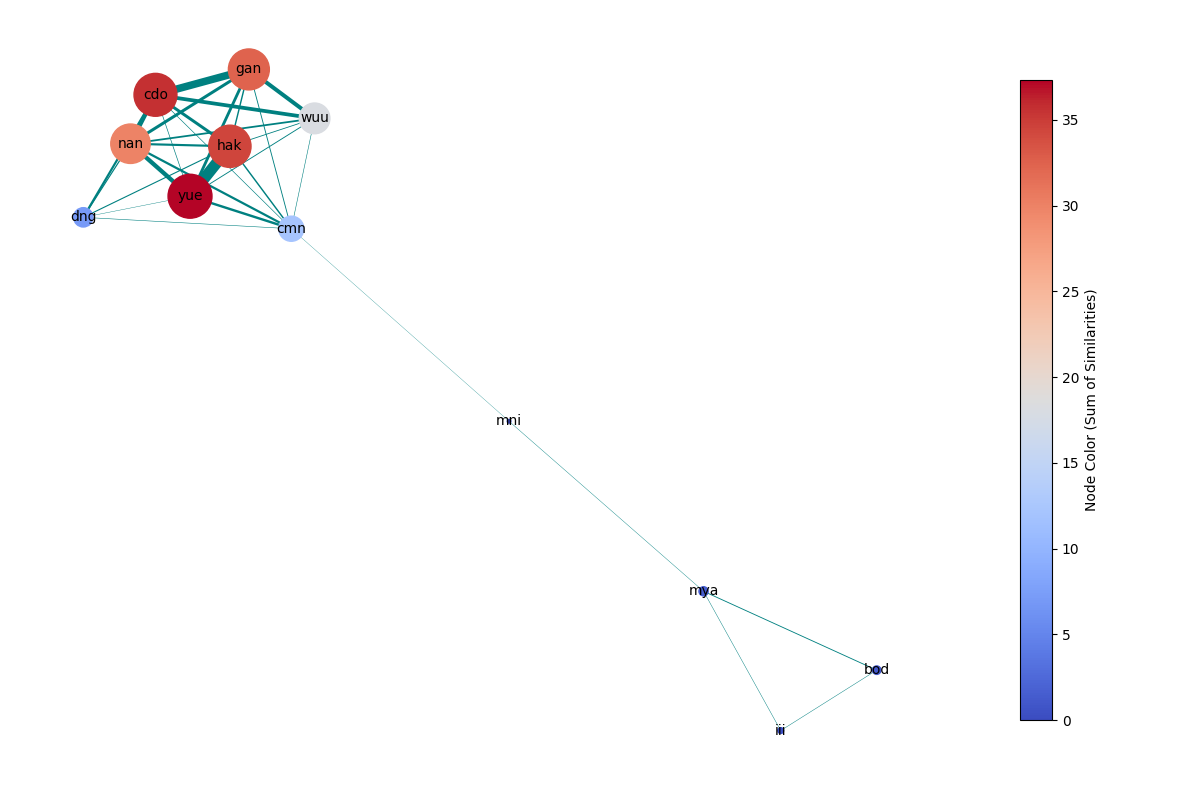 gan
cdo
wuu
nan
hak
yue
dng
cmn
mni
mya
bod
iii
35
30
25
20
15
10
5
0
Node Color (Sum of Similarities)